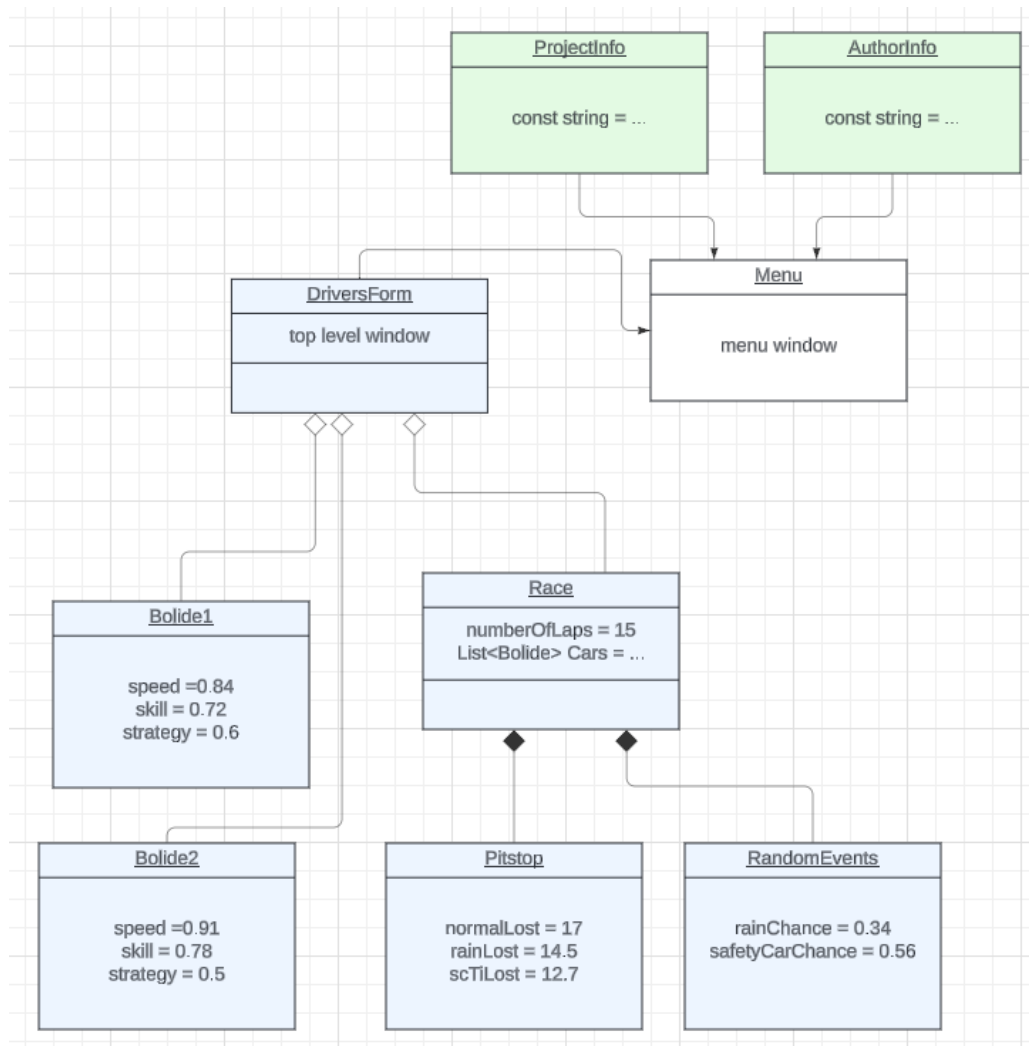 ProjectInfo
const string = ...
AuthorInfo
const string = ...
DriversForm
top level window
Menu
menu window
Bolide1
speed =0.84
skill = 0.72
strategy = 0.6
Race
numberOfLaps = 15
List<Bolide> Cars = ...
Bolide2
speed =0.91
skill = 0.78
strategy = 0.5
Pitstop
normalLost = 17
rainLost = 14.5
scTiLost = 12.7
RandomEvents
rainChance = 0.34
safetyCarChance = 0.56